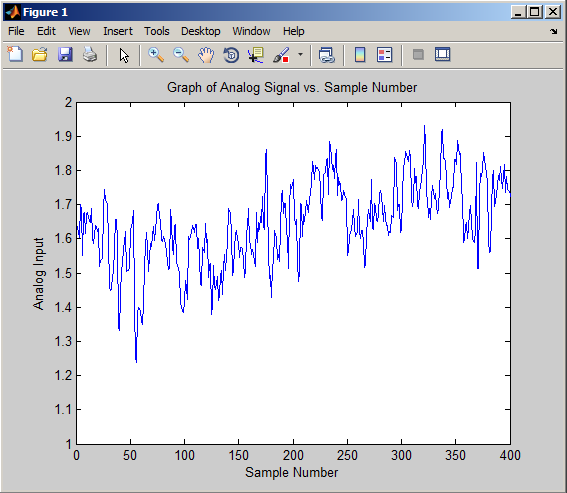 Figure 1
File Edit View Insert Tools Desktop Window Help
Graph of Analog Signal vs. Sample Number
2
1.9
1.8
1.7
1.6
1.5
1.4
1.3
1.2
1.1
1
Analog Input
0 50 100 150 200 250 300 350 400
Sample Number